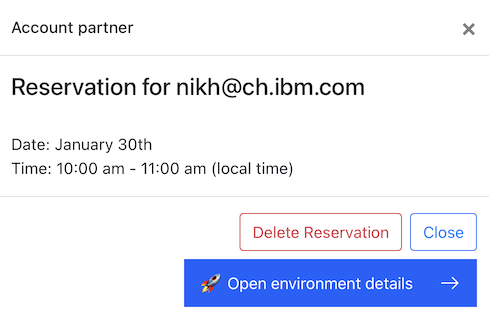 Account partner
Reservation for nikh@ch.ibm.com
Date: January 30th
Time: 10:00 am - 11:00 am (local time)
Delete Reservation
Close
Open environment details